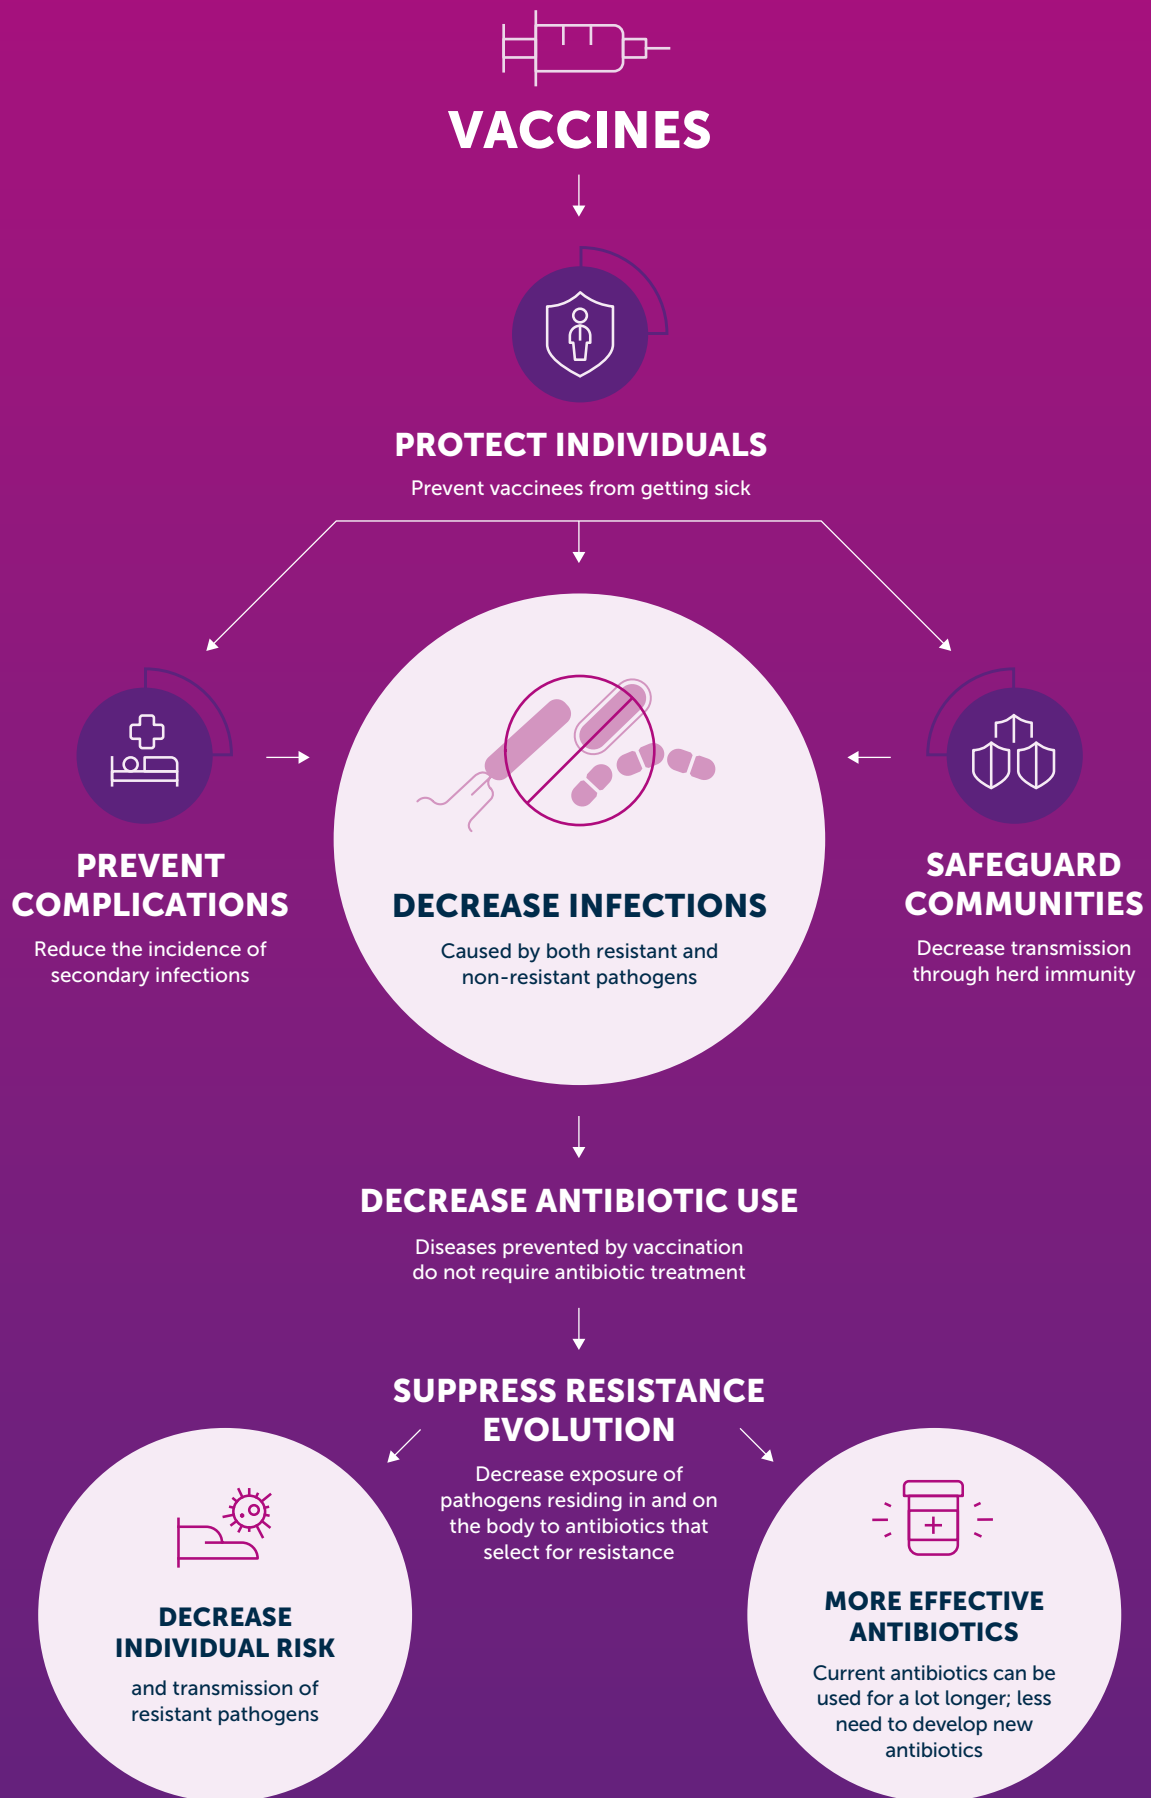 VACCINES
PROTECT INDIVIDUALS
Prevent vaccinees from getting sick
PREVENT
COMPLICATIONS
Reduce the incidence of
secondary infections
DECREASE INFECTIONS
Caused by both resistant and
non-resistant pathogens
SAFEGUARD
COMMUNITIES
Decrease transmission
through herd immunity
DECREASE ANTIBIOTIC USE
Diseases prevented by vaccination
do not require antibiotic treatment
SUPPRESS RESISTANCE
EVOLUTION
Decrease exposure of
pathogens residing in and on
the body to antibiotics that
select for resistance
DECREASE
INDIVIDUAL RISK
and transmission of
resistant pathogens
MORE EFFECTIVE
ANTIBIOTICS
Current antibiotics can be
used for a lot longer; less
need to develop new
antibiotics